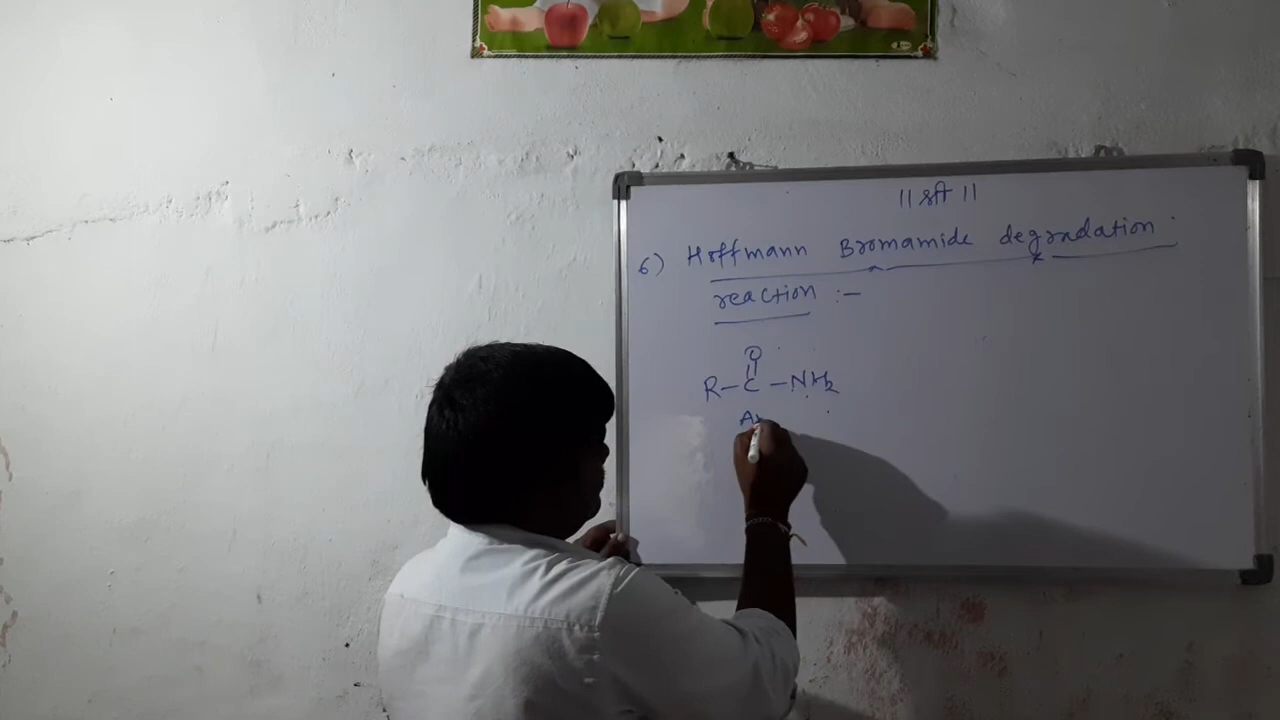 ॥ श्री ॥
6) Hoffmann Bromamide degradation
reaction :-
O
R-C-NH2